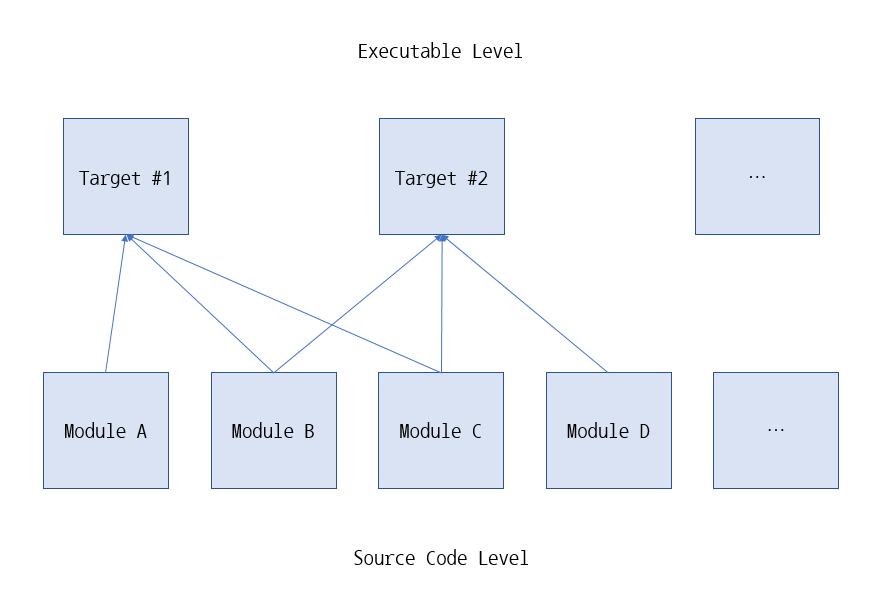 Executable Level
Target #1
Target #2
…
Module A
Module B
Module C
Module D
…
Source Code Level